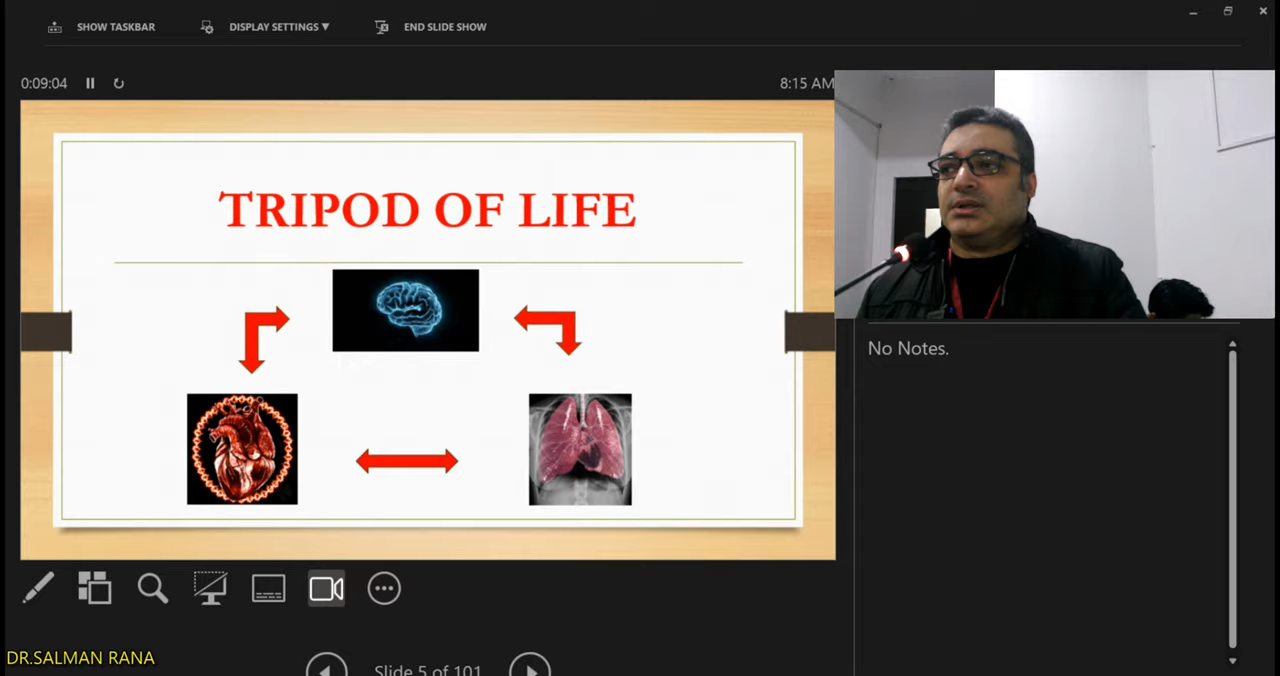 SHOW TASKBAR
DISPLAY SETTINGS ▼
END SLIDE SHOW
0:09:04
8:15 AM
TRIPOD OF LIFE
No Notes.
DR.SALMAN RANA
Slide 5 of 101